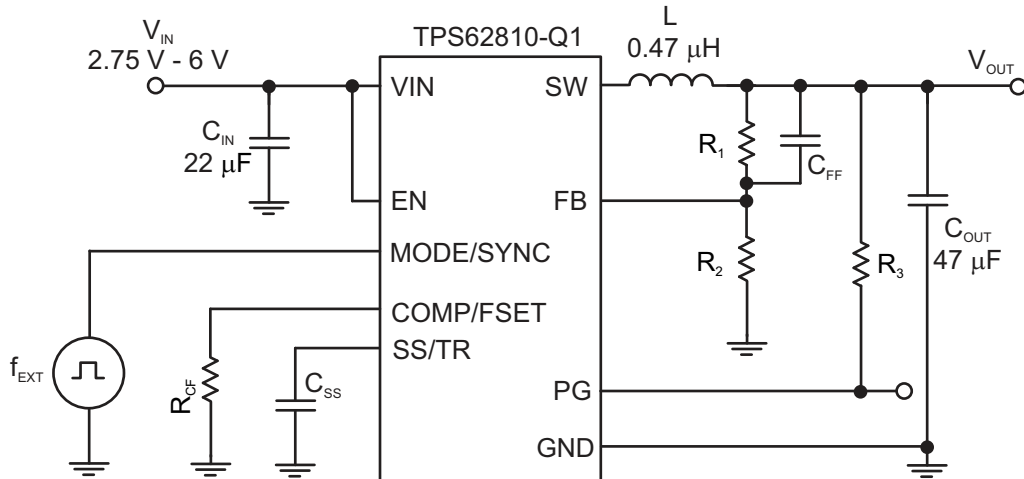 V_IN
2.75 V - 6 V
TPS62810-Q1
L
0.47 μH
V_OUT
VIN
SW
C_IN
22 μF
R_1
C_FF
EN
FB
C_OUT
47 μF
MODE/SYNC
R_2
R_3
COMP/FSET
SS/TR
f_EXT
R_CF
C_SS
PG
GND